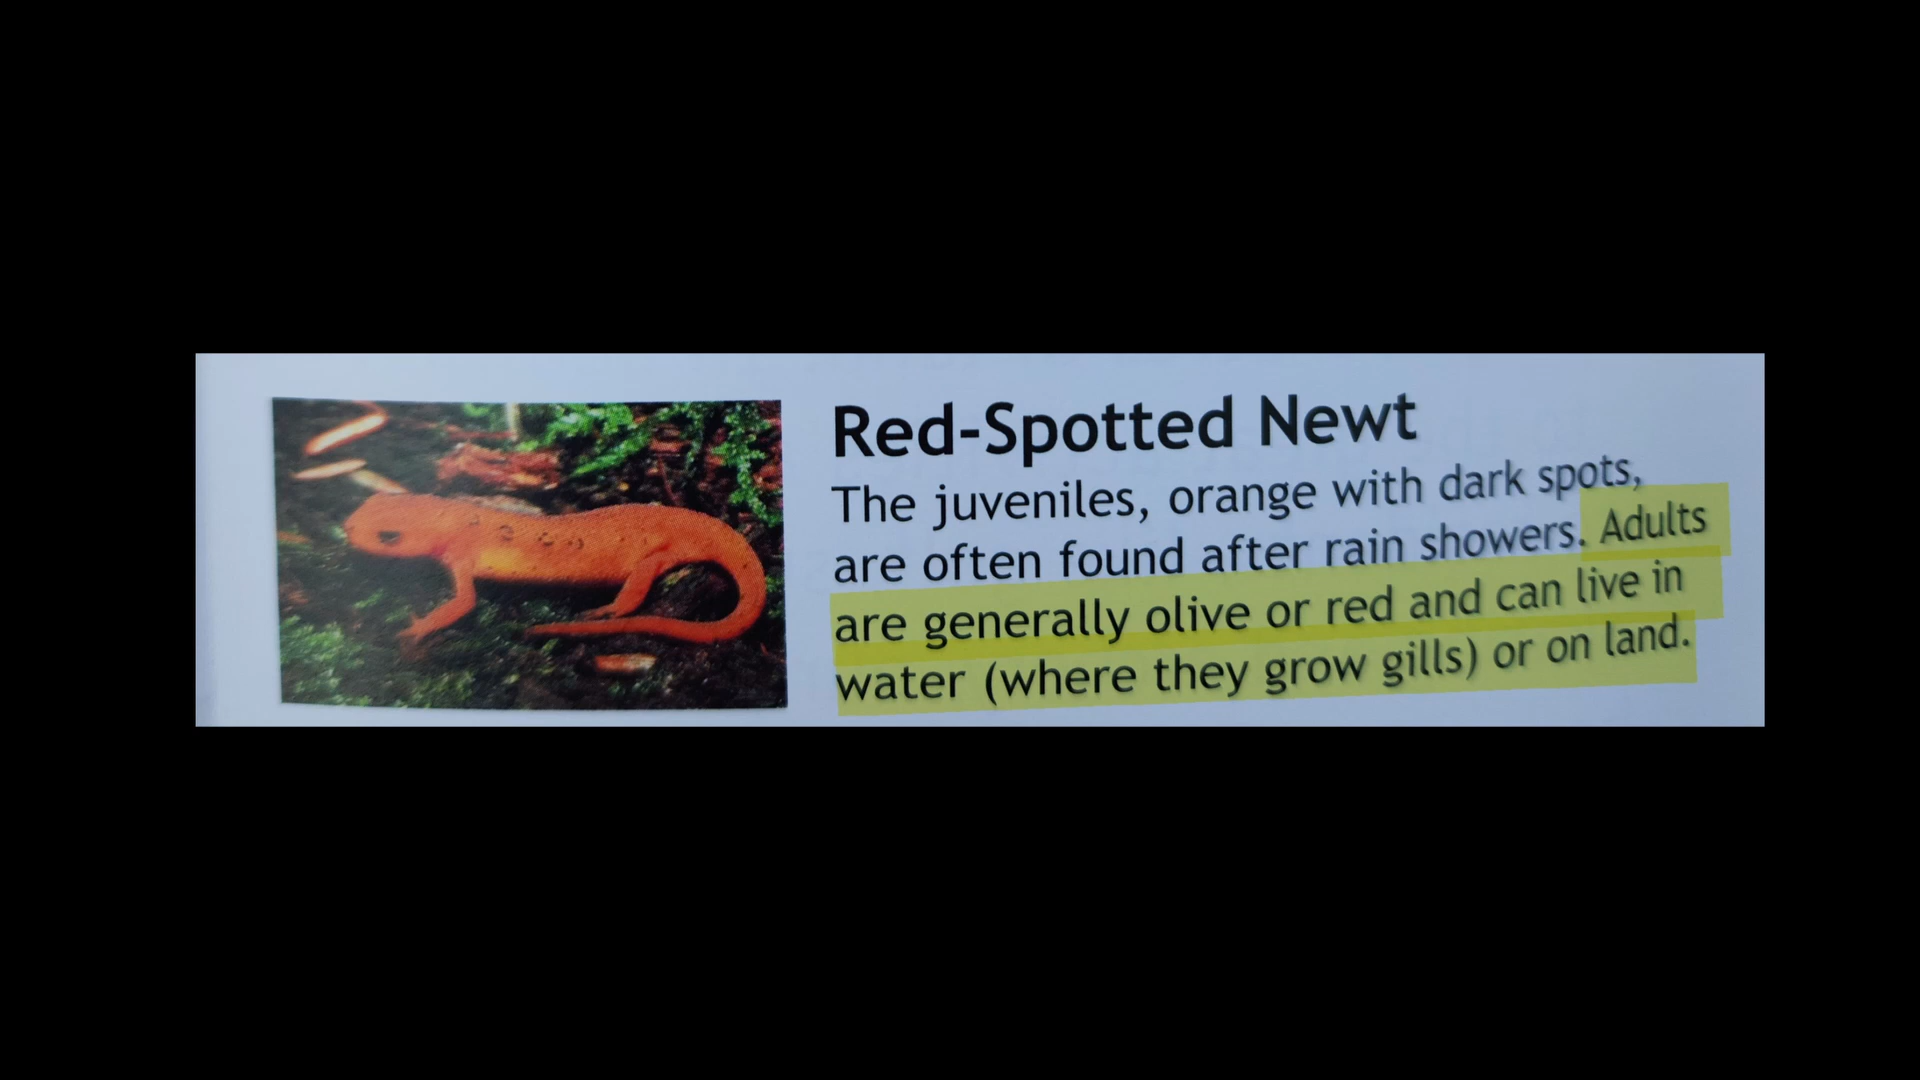 Red-Spotted Newt
The juveniles, orange with dark spots,
are often found after rain showers. Adults
are generally olive or red and can live in
water (where they grow gills) or on land.